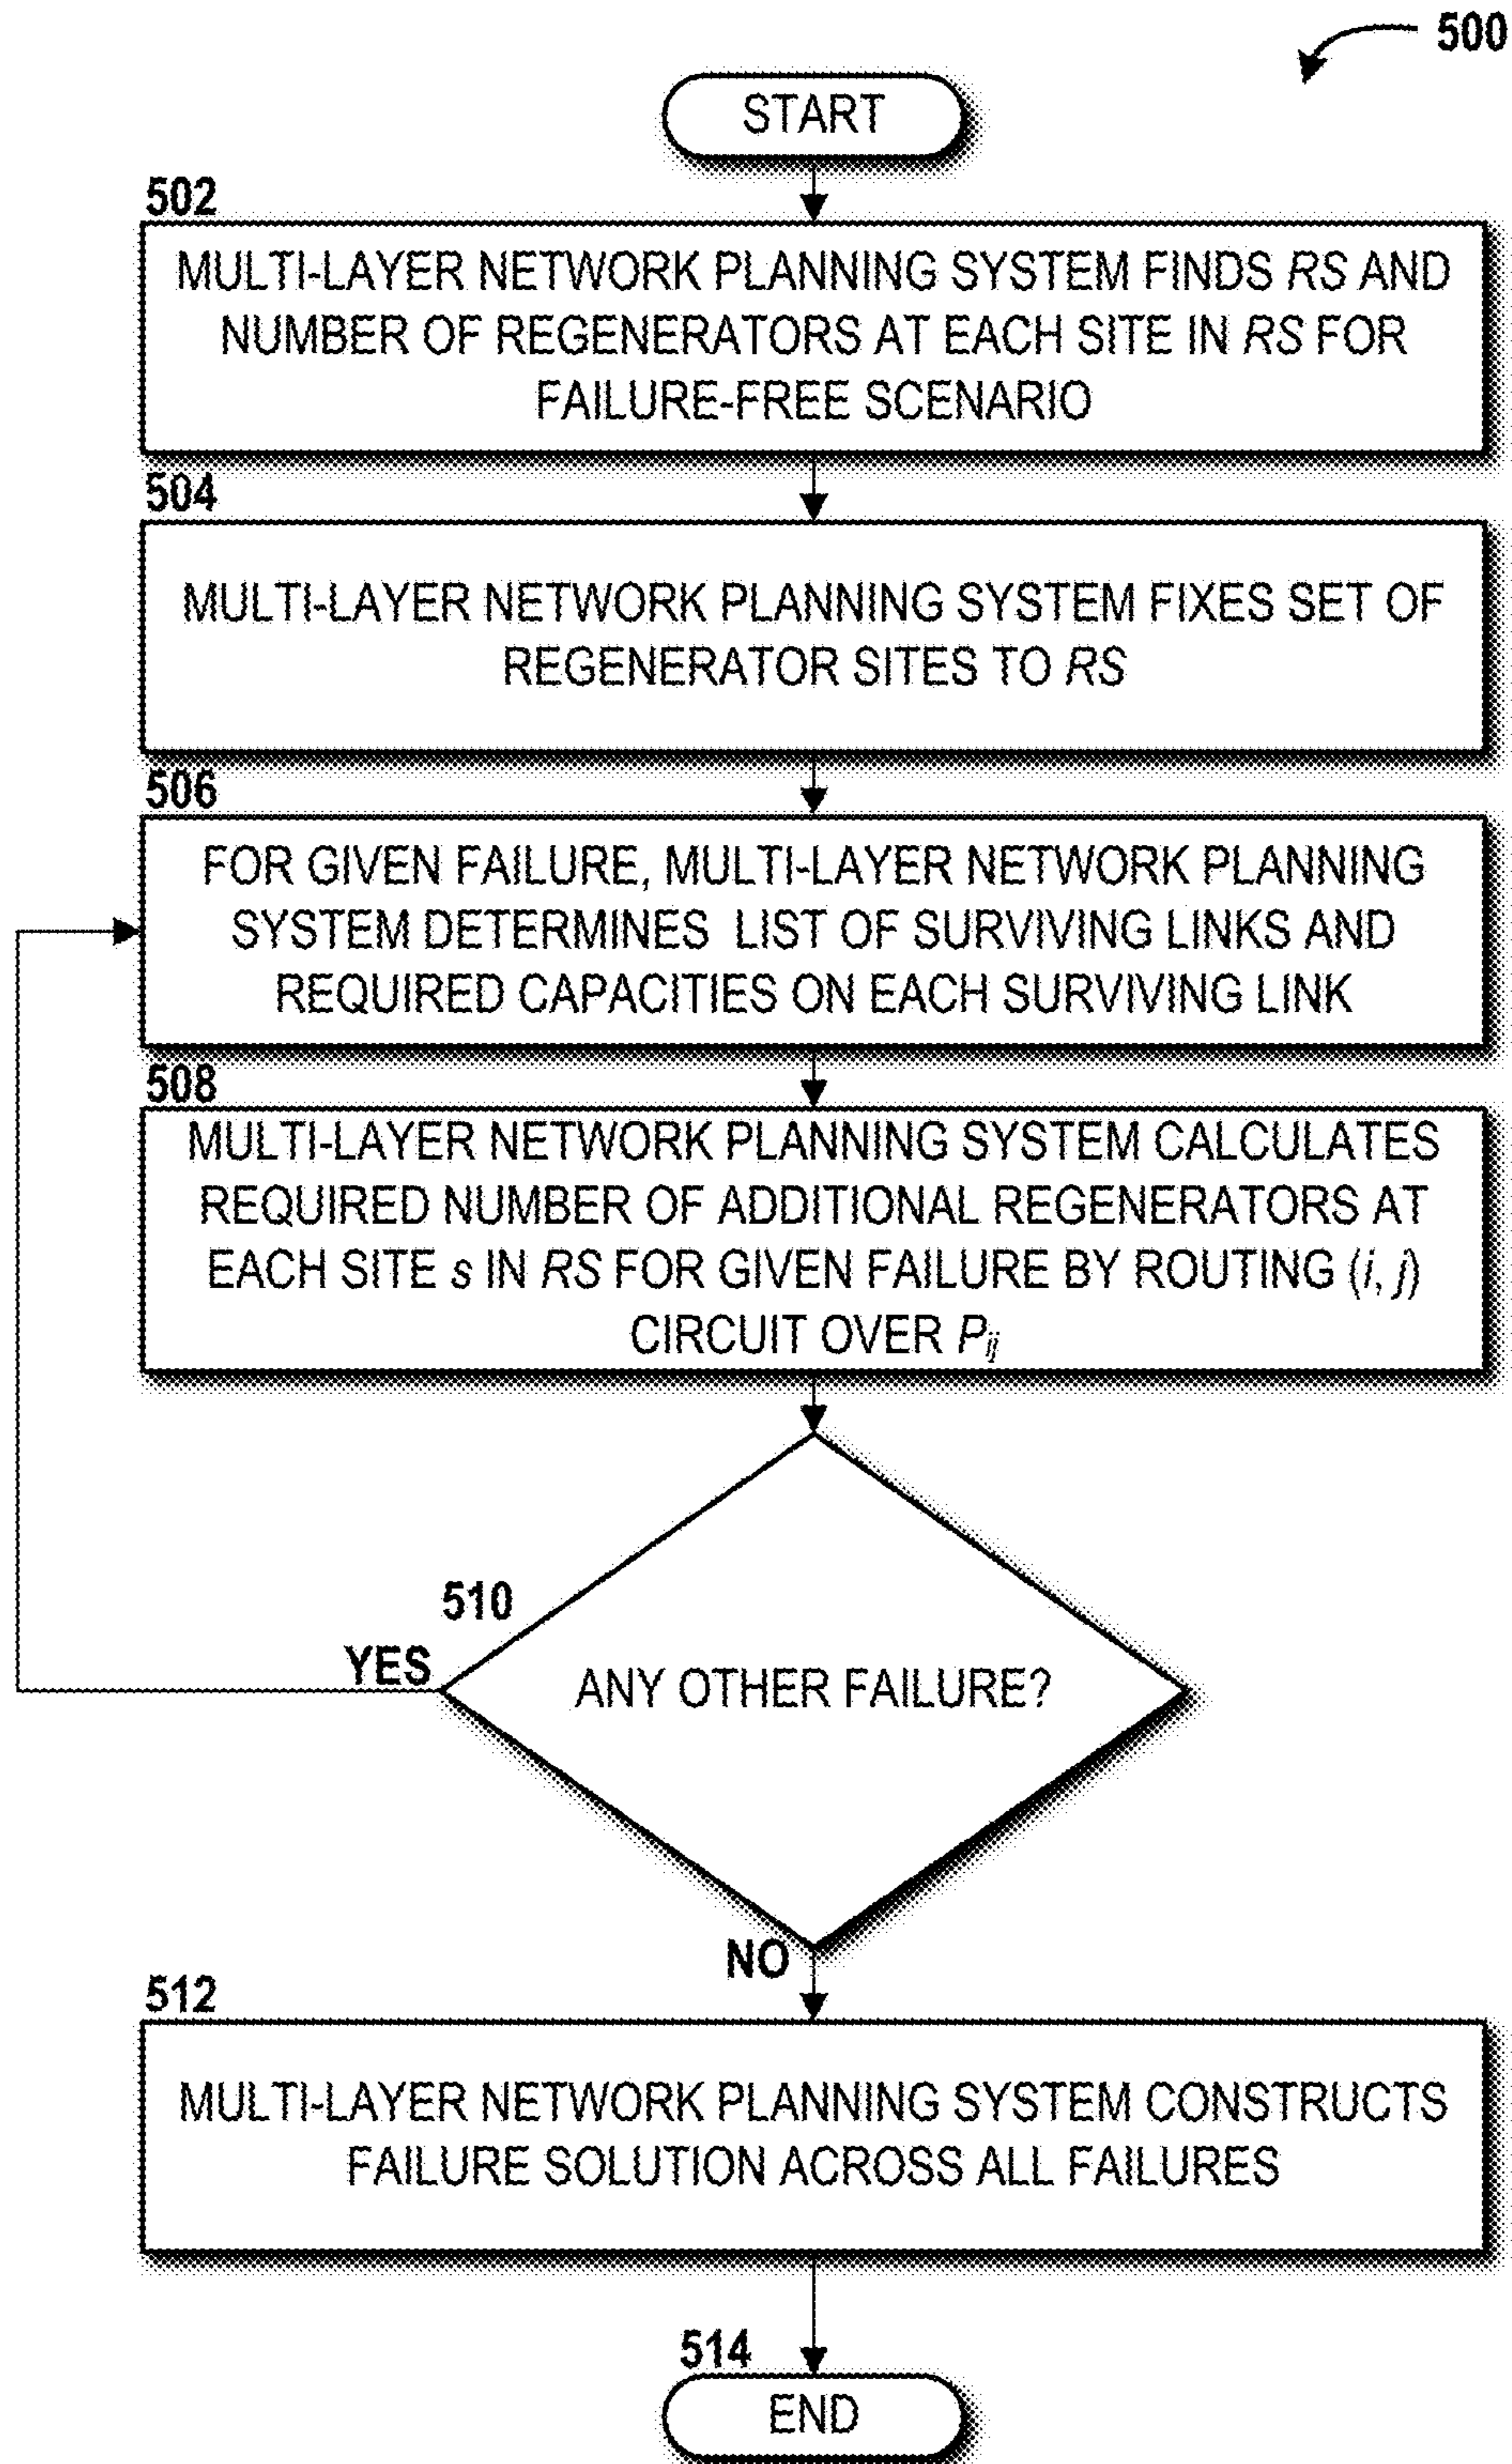 500
START
502
MULTI-LAYER NETWORK PLANNING SYSTEM FINDS RS AND
NUMBER OF REGENERATORS AT EACH SITE IN RS FOR
FAILURE-FREE SCENARIO
504
MULTI-LAYER NETWORK PLANNING SYSTEM FIXES SET OF
REGENERATOR SITES TO RS
506
FOR GIVEN FAILURE, MULTI-LAYER NETWORK PLANNING
SYSTEM DETERMINES LIST OF SURVIVING LINKS AND
REQUIRED CAPACITIES ON EACH SURVIVING LINK
508
MULTI-LAYER NETWORK PLANNING SYSTEM CALCULATES
REQUIRED NUMBER OF ADDITIONAL REGENERATORS AT
EACH SITE s IN RS FOR GIVEN FAILURE BY ROUTING (i, j)
CIRCUIT OVER Pij
510
YES
ANY OTHER FAILURE?
NO
512
MULTI-LAYER NETWORK PLANNING SYSTEM CONSTRUCTS
FAILURE SOLUTION ACROSS ALL FAILURES
514
END